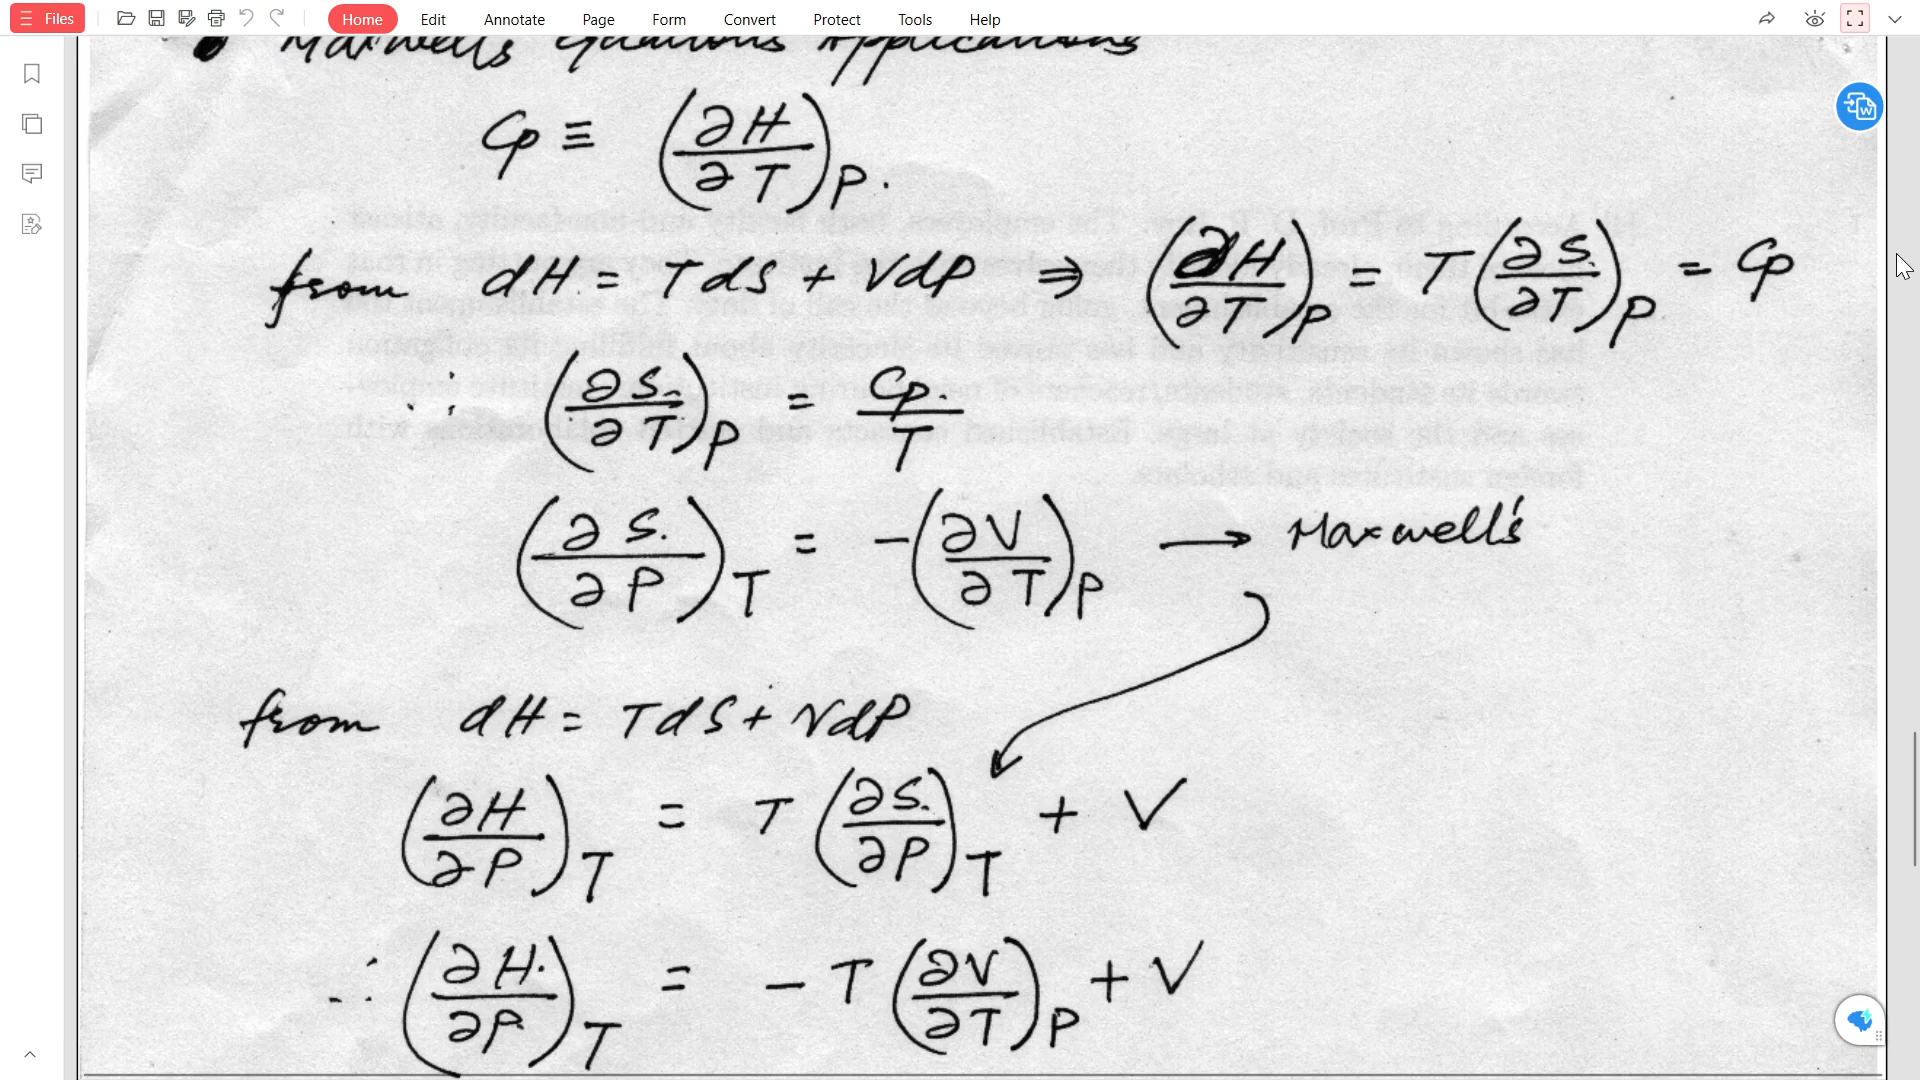 Files Home Edit Annotate Page Form Convert Protect Tools Help
Maxwell's Equations Applications
Cp ≡ (∂H/∂T)P.
from dH = TdS + VdP ⇒ (∂H/∂T)P = T(∂S/∂T)P = Cp
∴ (∂S/∂T)P = Cp/T
(∂S/∂P)T = -(∂V/∂T)P → Maxwell's
from dH = TdS + VdP
(∂H/∂P)T = T(∂S/∂P)T + V
∴ (∂H/∂P)T = -T(∂V/∂T)P + V